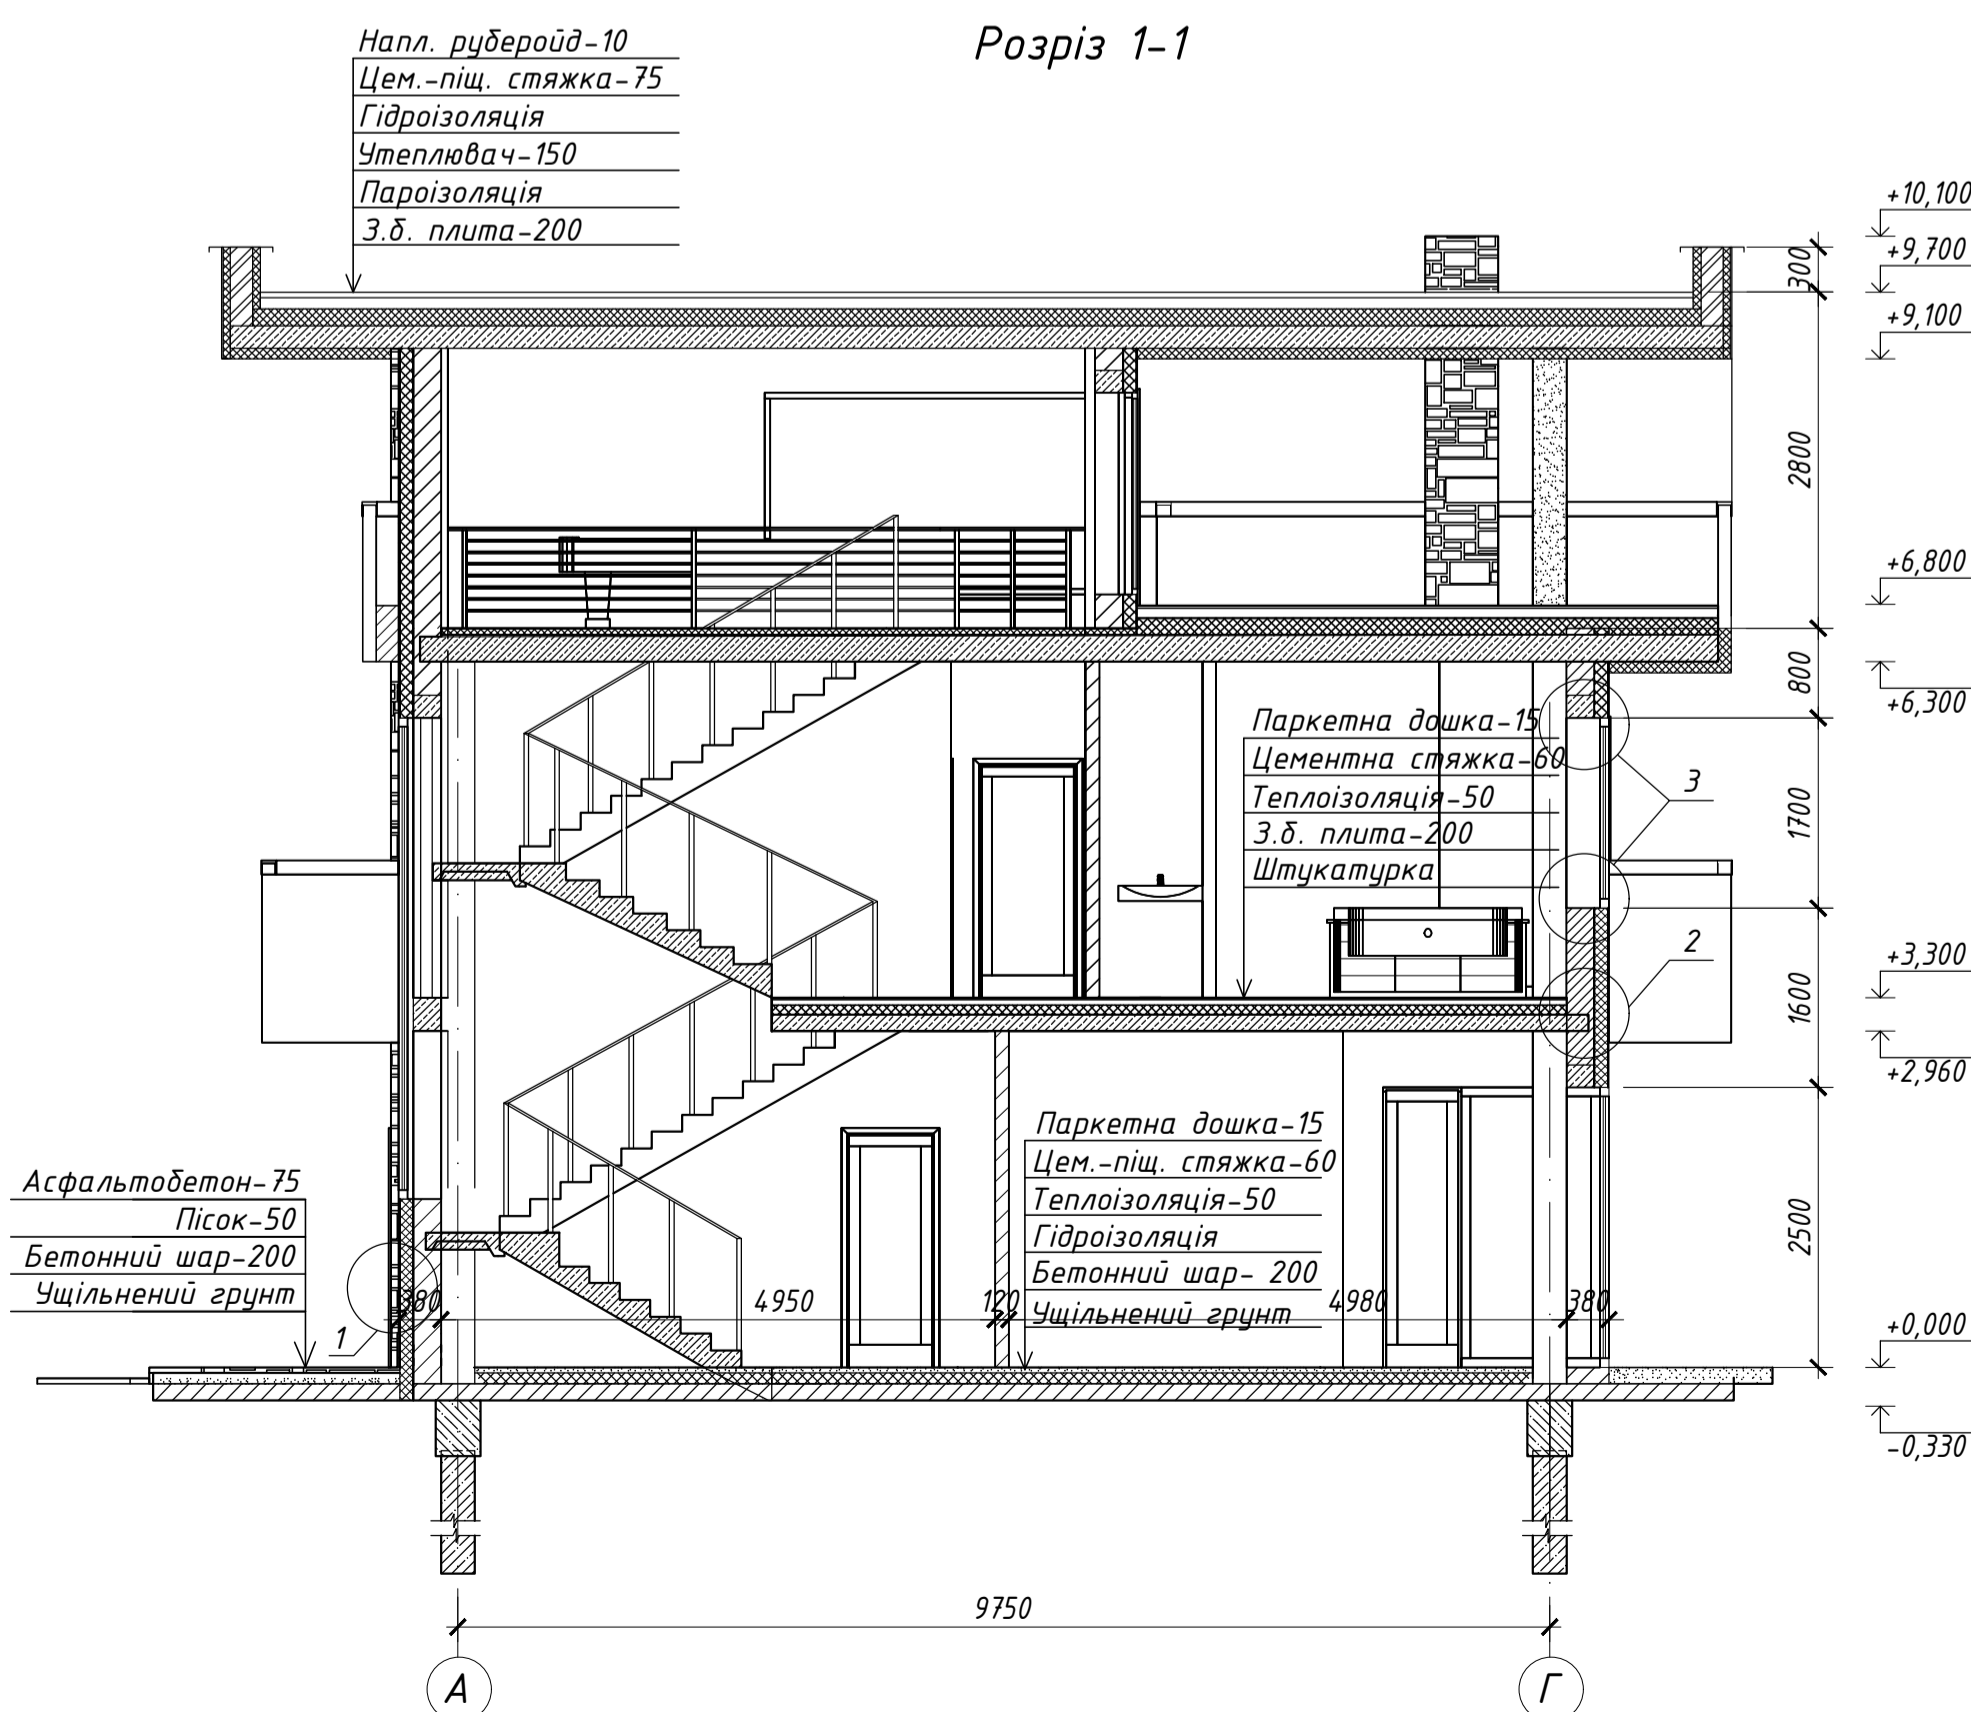 Розріз 1-1
Напл. рубероїд-10
Цем.-піщ. стяжка-75
Гідроізоляція
Утеплювач-150
Пароізоляція
З.б. плита-200
+10,100
+9,700
+9,100
300
2800
+6,800
800
+6,300
Паркетна дошка-15
Цементна стяжка-60
Теплоізоляція-50
З.б. плита-200
Штукатурка
3
1700
2
+3,300
1600
+2,960
Паркетна дошка-15
Цем.-піщ. стяжка-60
Теплоізоляція-50
Гідроізоляція
Бетонний шар- 200
Ущільнений грунт
Асфальтобетон-75
Пісок-50
Бетонний шар-200
Ущільнений грунт
1
2500
380
4950
120
4980
380
+0,000
-0,330
9750
А
Г